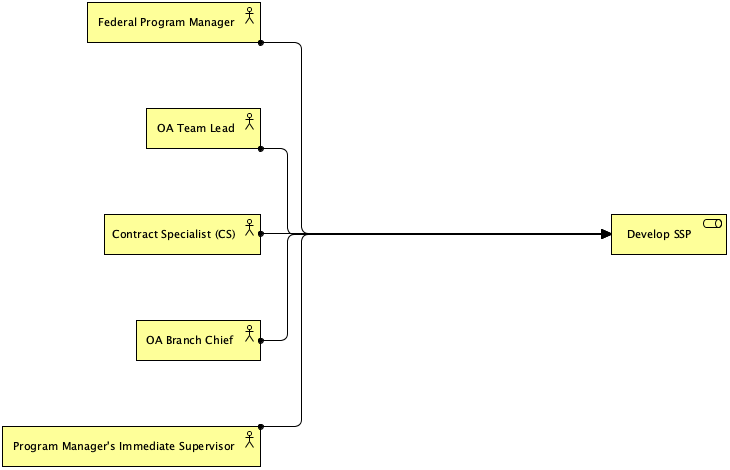 Federal Program Manager
OA Team Lead
Contract Specialist (CS)
Develop SSP
OA Branch Chief
Program Manager's Immediate Supervisor